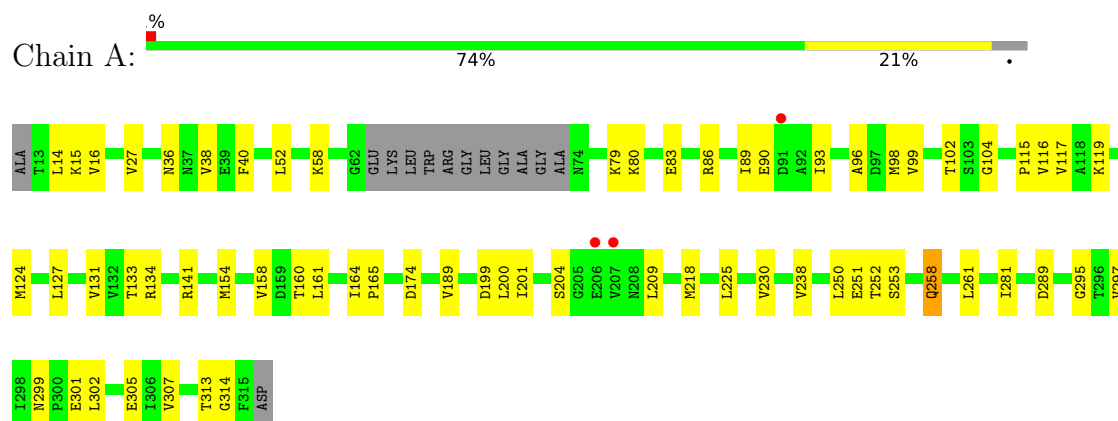 %
Chain A:
74% 21% •
ALA T13 L14 K15 V16 V27 N36 N37 V38 E39 F40 L52 K58 G62 GLU LYS LEU TRP ARG GLY LEU GLY ALA GLY ALA N74 K79 K80 E83 R86 I89 E90 D91 A92 I93 A96 D97 M98 V99 T102 S103 G104 P115 V116 V117 A118 K119
M124 L127 V131 V132 T133 R134 R141 M154 V158 D159 T160 L161 I164 P165 D174 V189 D199 L200 I201 S204 G205 E206 V207 N208 L209 M218 L225 V230 V238 L250 E251 T252 S253 Q258 L261 I281 D289 G295 T296 V297
I298 N299 P300 E301 L302 E305 I306 V307 T313 G314 F315 ASP